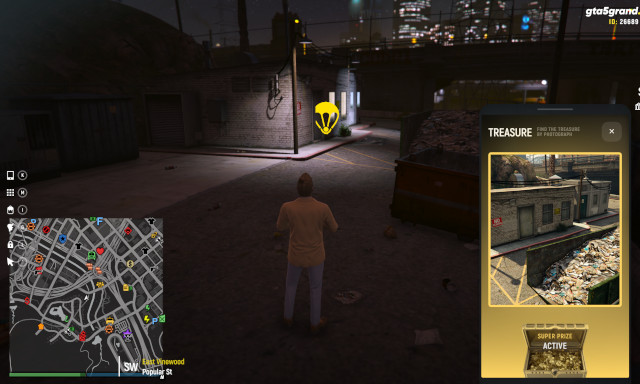 gta5grand.
ID: 26689
TREASURE
FIND THE TREASURE
BY PHOTOGRAPH
×
K
M
I
SUPER PRIZE
ACTIVE
SW
East Vinewood
Popular St